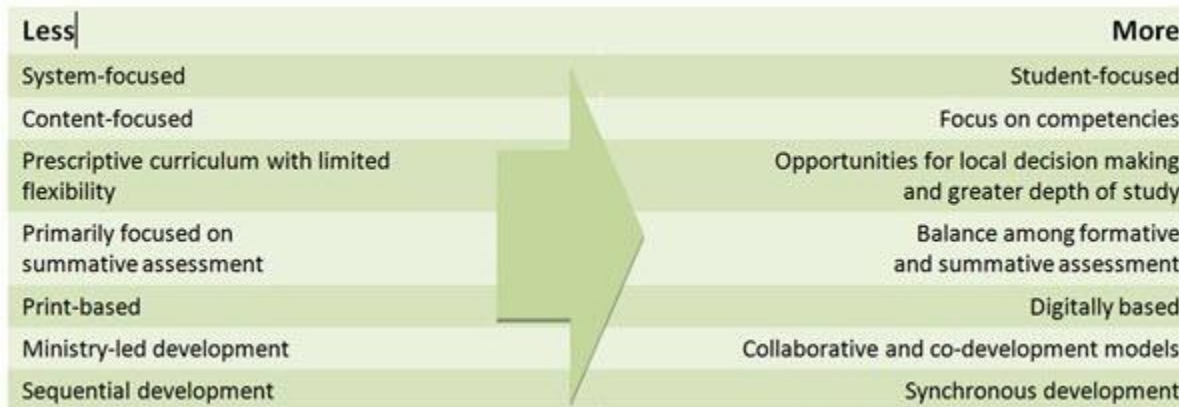 Less More
System-focused Student-focused
Content-focused Focus on competencies
Prescriptive curriculum with limited Opportunities for local decision making
flexibility and greater depth of study
Primarily focused on Balance among formative
summative assessment and summative assessment
Print-based Digitally based
Ministry-led development Collaborative and co-development models
Sequential development Synchronous development